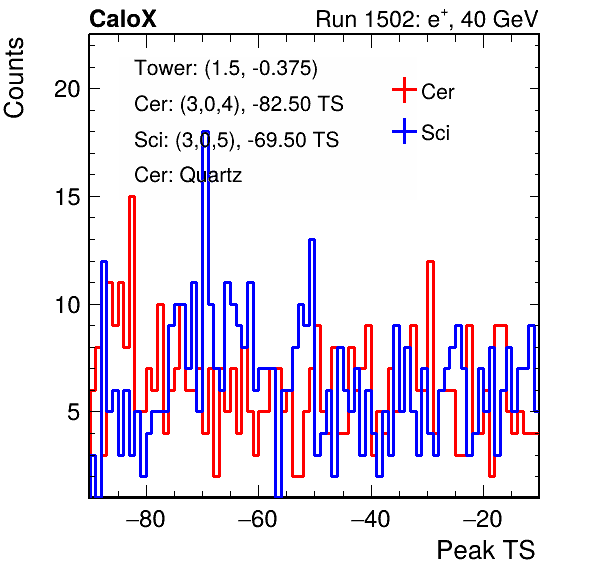 CaloX Run 1502: e⁺, 40 GeV
Counts
Tower: (1.5, -0.375)
Cer: (3,0,4), -82.50 TS
Sci: (3,0,5), -69.50 TS
Cer: Quartz
Cer
Sci
20
15
10
5
−80 −60 −40 −20
Peak TS